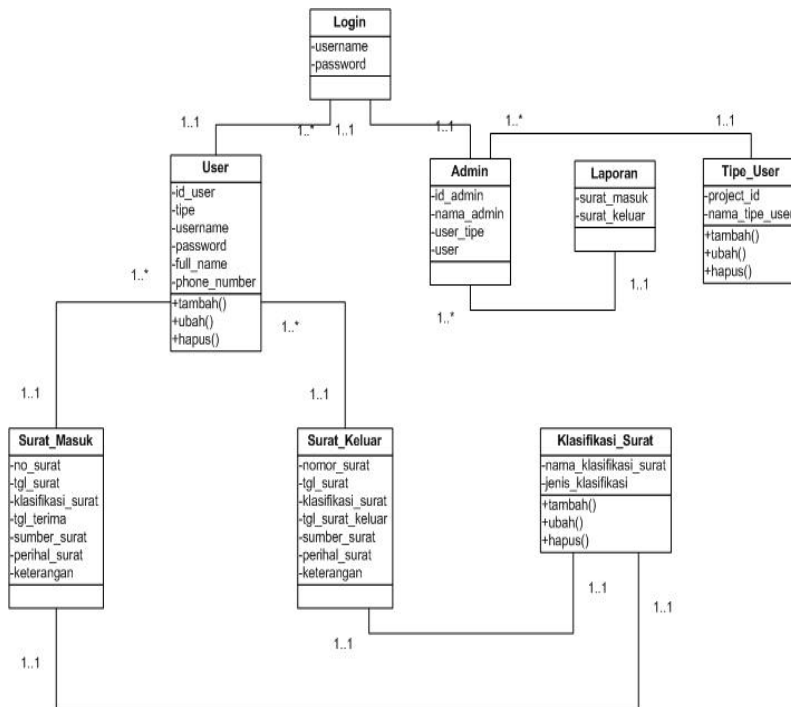 Login
-username
-password
1..1
1..*
1..1
1..1
1..*
1..1
User
-id_user
-tipe
-username
-password
-full_name
-phone_number
+tambah()
+ubah()
+hapus()
Admin
-id_admin
-nama_admin
-user_tipe
-user
Laporan
-surat_masuk
-surat_keluar
Tipe_User
-project_id
-nama_tipe_user
+tambah()
+ubah()
+hapus()
1..*
1..*
1..*
1..1
1..1
1..1
Surat_Masuk
-no_surat
-tgl_surat
-klasifikasi_surat
-tgl_terima
-sumber_surat
-perihal_surat
-keterangan
Surat_Keluar
-nomor_surat
-tgl_surat
-klasifikasi_surat
-tgl_surat_keluar
-sumber_surat
-perihal_surat
-keterangan
Klasifikasi_Surat
-nama_klasifikasi_surat
-jenis_klasifikasi
+tambah()
+ubah()
+hapus()
1..1
1..1
1..1
1..1